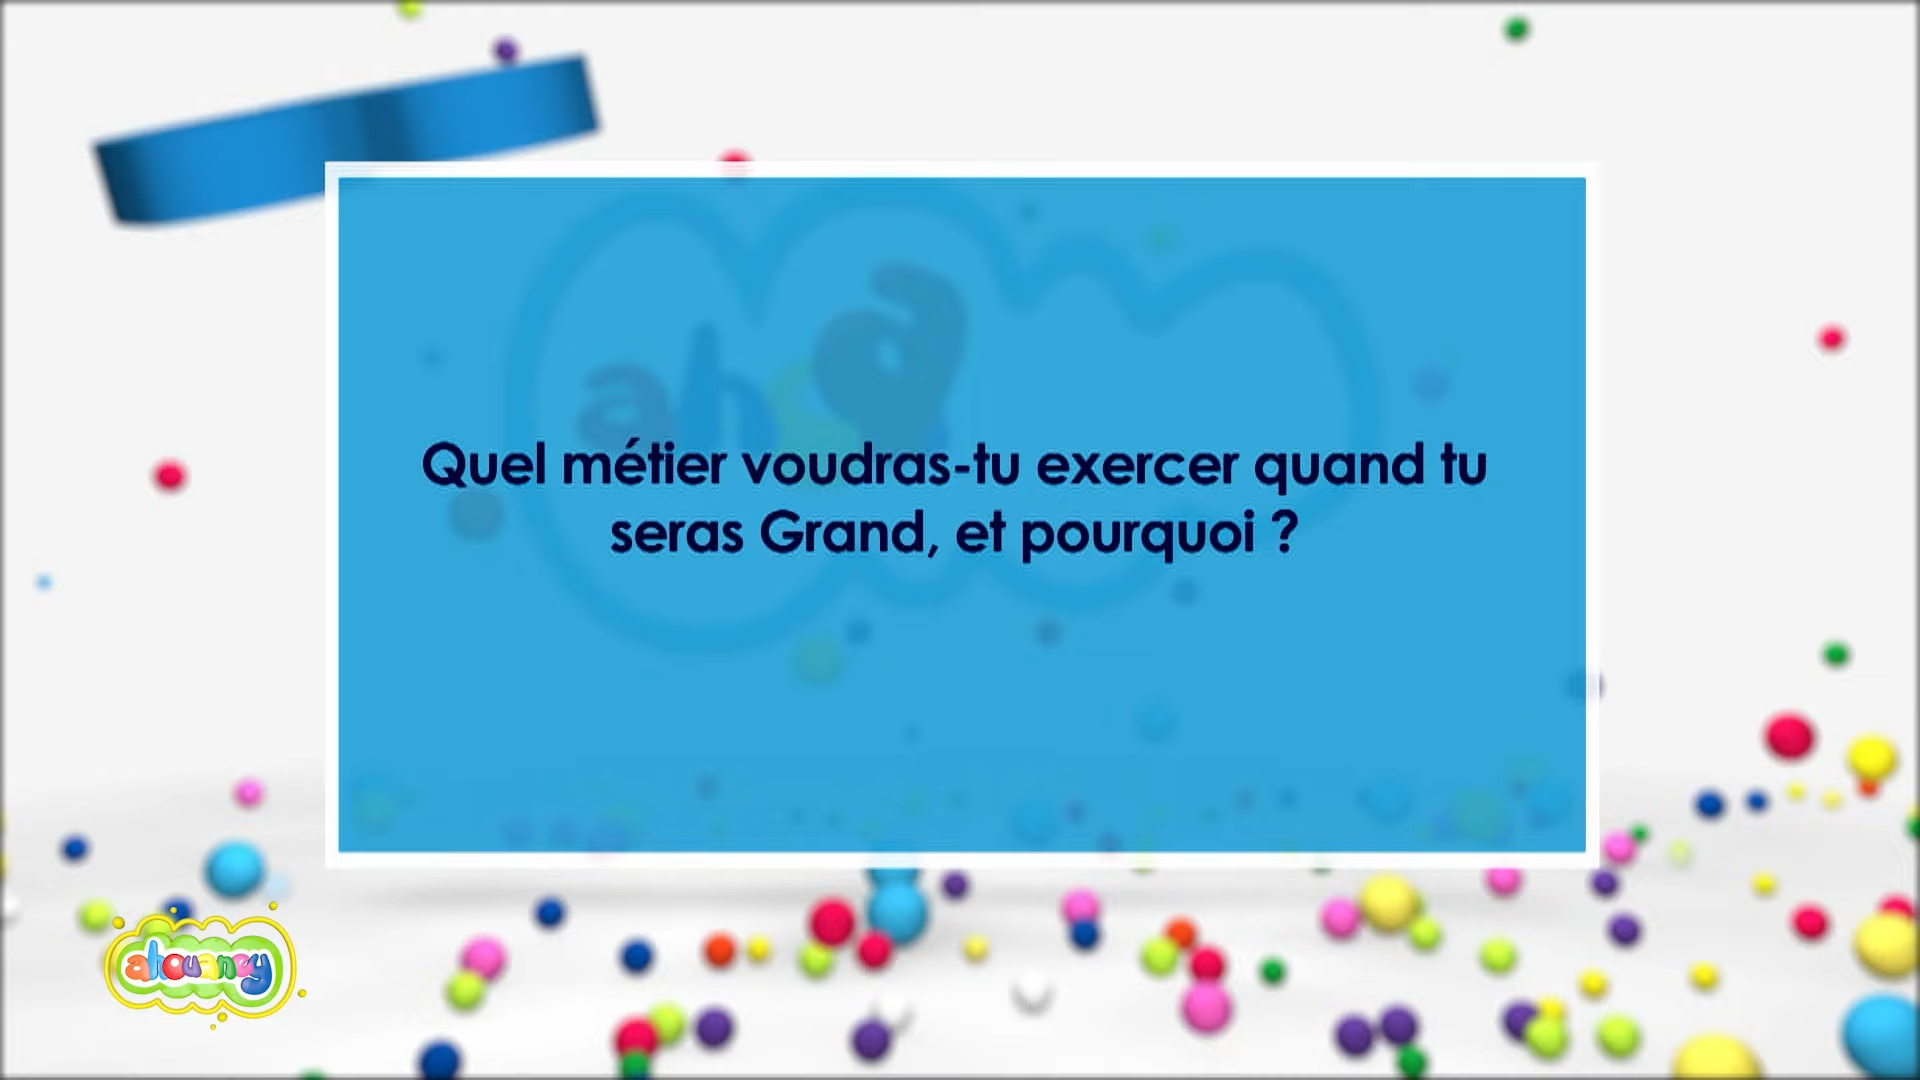 Quel métier voudras-tu exercer quand tu
seras Grand, et pourquoi ?
ahouaney